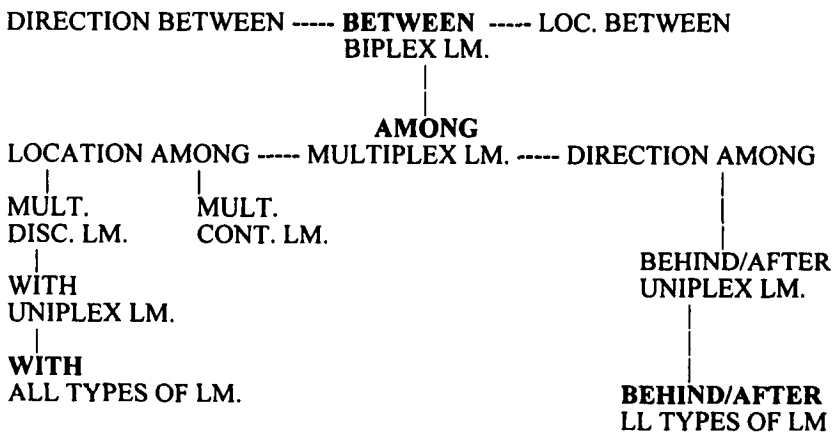 DIRECTION BETWEEN ----- BETWEEN ----- LOC. BETWEEN
BIPLEX LM.
AMONG
LOCATION AMONG ----- MULTIPLEX LM. ----- DIRECTION AMONG
MULT. MULT.
DISC. LM. CONT. LM.
BEHIND/AFTER
WITH UNIPLEX LM.
UNIPLEX LM.
WITH
ALL TYPES OF LM.
BEHIND/AFTER
LL TYPES OF LM